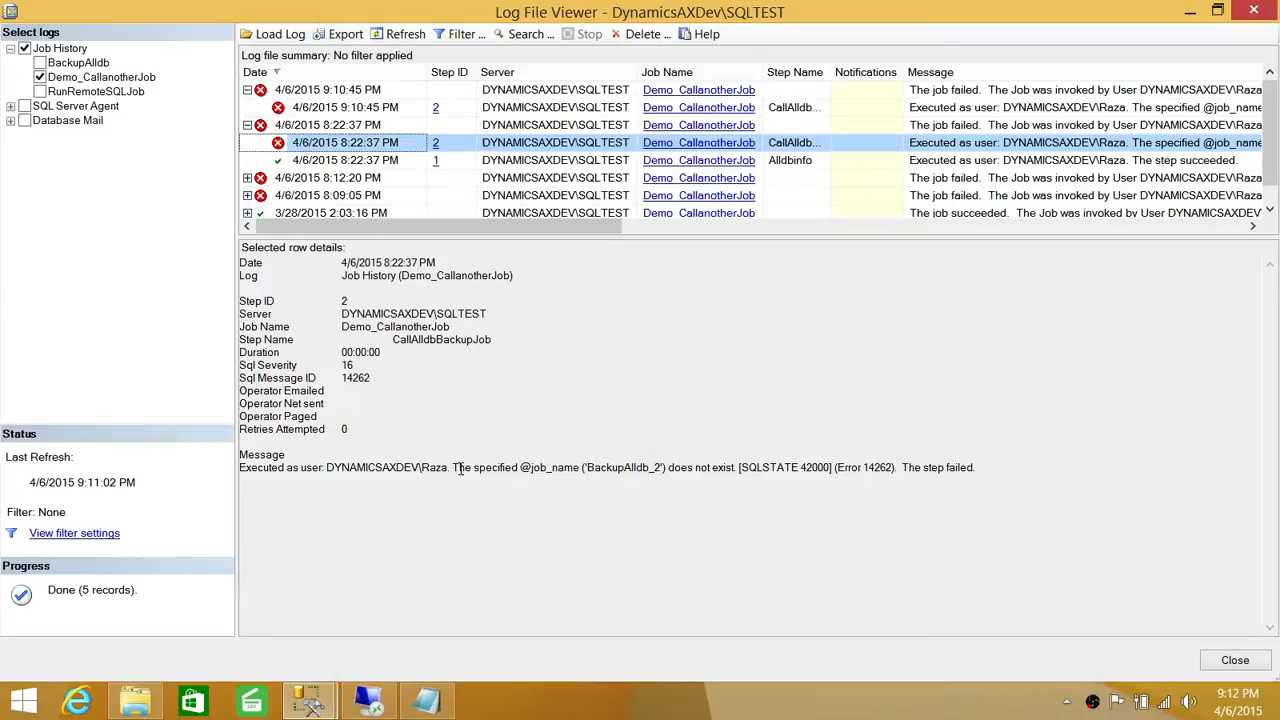 Log File Viewer - DynamicsAXDev\SQLTEST
Select logs
Job History
BackupAlldb
Demo_CallanotherJob
RunRemoteSQLJob
SQL Server Agent
Database Mail
Load Log Export Refresh Filter ... Search ... Stop Delete ... Help
Log file summary: No filter applied
Date Step ID Server Job Name Step Name Notifications Message
4/6/2015 9:10:45 PM DYNAMICSAXDEV\SQLTEST Demo_CallanotherJob The job failed. The Job was invoked by User DYNAMICSAXDEV\Raza
4/6/2015 9:10:45 PM 2 DYNAMICSAXDEV\SQLTEST Demo_CallanotherJob CallAlldb... Executed as user: DYNAMICSAXDEV\Raza. The specified @job_name
4/6/2015 8:22:37 PM DYNAMICSAXDEV\SQLTEST Demo_CallanotherJob The job failed. The Job was invoked by User DYNAMICSAXDEV\Raza
4/6/2015 8:22:37 PM 2 DYNAMICSAXDEV\SQLTEST Demo_CallanotherJob CallAlldb... Executed as user: DYNAMICSAXDEV\Raza. The specified @job_name
4/6/2015 8:22:37 PM 1 DYNAMICSAXDEV\SQLTEST Demo_CallanotherJob Alldbinfo Executed as user: DYNAMICSAXDEV\Raza. The step succeeded.
4/6/2015 8:12:20 PM DYNAMICSAXDEV\SQLTEST Demo_CallanotherJob The job failed. The Job was invoked by User DYNAMICSAXDEV\Raza
4/6/2015 8:09:05 PM DYNAMICSAXDEV\SQLTEST Demo_CallanotherJob The job failed. The Job was invoked by User DYNAMICSAXDEV\Raza
3/28/2015 2:03:16 PM DYNAMICSAXDEV\SQLTEST Demo_CallanotherJob The job succeeded. The Job was invoked by User DYNAMICSAXDEV\
Selected row details:
Date 4/6/2015 8:22:37 PM
Log Job History (Demo_CallanotherJob)
Step ID 2
Server DYNAMICSAXDEV\SQLTEST
Job Name Demo_CallanotherJob
Step Name CallAlldbBackupJob
Duration 00:00:00
Sql Severity 16
Sql Message ID 14262
Operator Emailed
Operator Net sent
Operator Paged
Retries Attempted 0
Message
Executed as user: DYNAMICSAXDEV\Raza. The specified @job_name ('BackupAlldb_2') does not exist. [SQLSTATE 42000] (Error 14262). The step failed.
Status
Last Refresh:
4/6/2015 9:11:02 PM
Filter: None
View filter settings
Progress
Done (5 records).
Close
9:12 PM
4/6/2015